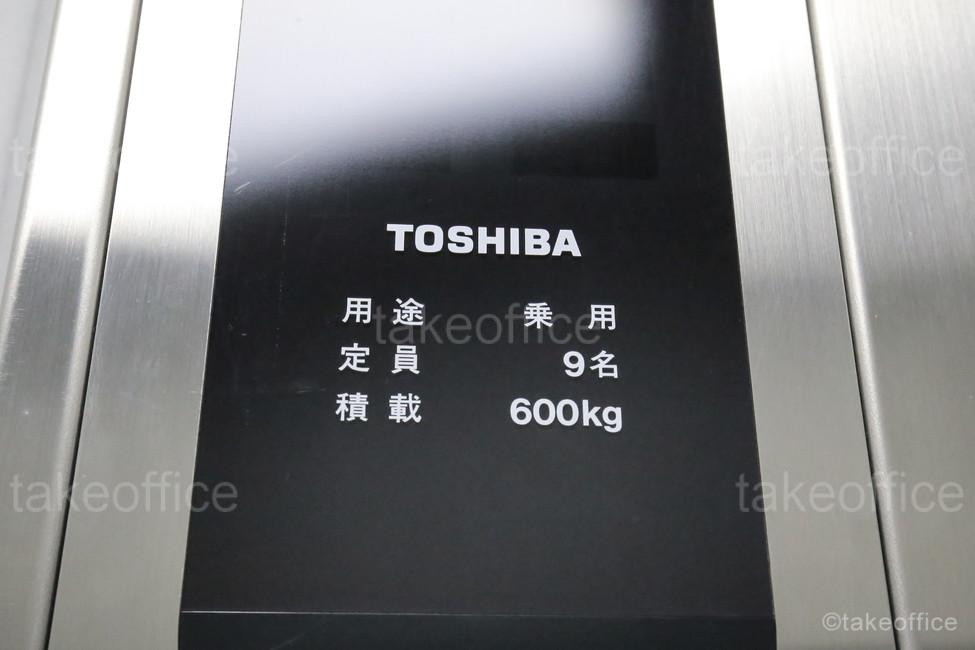 takeoffice takeoffice
TOSHIBA
用途 乗用
takeoffice
定員 9名
積載 600kg
takeoffice takeoffice
©takeoffice